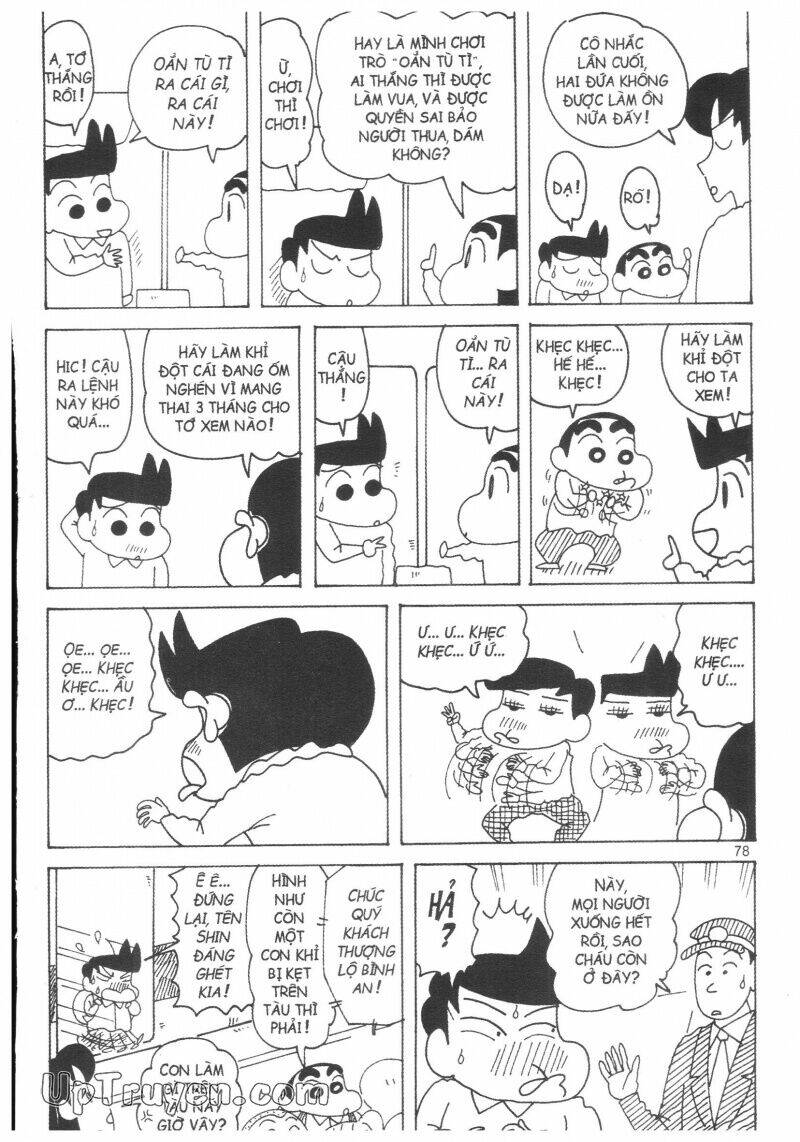 CÔ NHẮC
LẦN CUỐI,
HAI ĐỨA KHÔNG
ĐƯỢC LÀM ỒN
NỮA ĐẤY!
RÕ!
DẠ!
HAY LÀ MÌNH CHƠI
TRÒ "OẲN TÙ TÌ",
AI THẮNG THÌ ĐƯỢC
LÀM VUA, VÀ ĐƯỢC
QUYỀN SAI BẢO
NGƯỜI THUA, DÁM
KHÔNG?
Ừ,
CHƠI
THÌ
CHƠI!
OẲN TÙ TÌ
RA CÁI GÌ,
RA CÁI
NÀY!
A, TỚ
THẮNG
RỒI!
HÃY LÀM
KHỈ ĐỘT
CHO TA
XEM!
KHẸC KHẸC...
HẾ HẾ...
KHẸC!
OẲN TÙ
TÌ... RA
CÁI
NÀY!
CẬU
THẮNG
!
HÃY LÀM KHỈ
ĐỘT CÁI ĐANG ỐM
NGHÉN VÌ MANG
THAI 3 THÁNG CHO
TỚ XEM NÀO!
HIC! CẬU
RA LỆNH
NÀY KHÓ
QUÁ...
KHẸC
KHẸC....
Ư Ư...
Ư... Ư... KHẸC
KHẸC... Ứ Ứ...
ỌE... ỌE...
ỌE... KHẸC
KHẸC... ẦU
Ơ... KHẸC!
78
NÀY,
MỌI NGƯỜI
XUỐNG HẾT
RỒI, SAO
CHÁU CÒN
Ở ĐÂY?
HẢ?
CHÚC
QUÝ
KHÁCH
THƯỢNG
LỘ BÌNH
AN!
HÌNH
NHƯ
CÒN
MỘT
CON KHỈ
BỊ KẸT
TRÊN
TÀU THÌ
PHẢI!
Ê Ê...
ĐỨNG
LẠI, TÊN
SHIN
ĐÁNG
GHÉT
KIA!
CON LÀM
GÌ TRÊN
TÀU NÀY
GIỜ VẬY?
UpTruyen.com